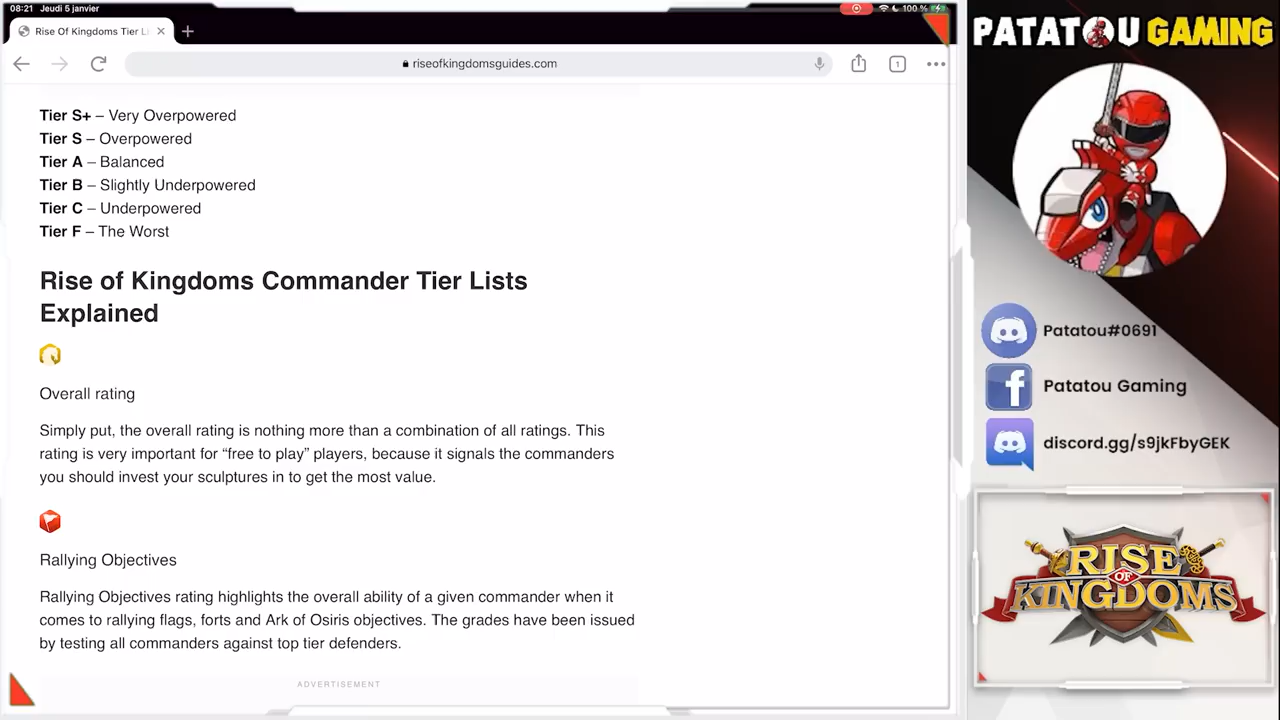 08:21 Jeudi 5 janvier
100 %
Rise Of Kingdoms Tier Li
riseofkingdomsguides.com
1
Tier S+ – Very Overpowered
Tier S – Overpowered
Tier A – Balanced
Tier B – Slightly Underpowered
Tier C – Underpowered
Tier F – The Worst
Rise of Kingdoms Commander Tier Lists
Explained
Overall rating
Simply put, the overall rating is nothing more than a combination of all ratings. This
rating is very important for “free to play” players, because it signals the commanders
you should invest your sculptures in to get the most value.
Rallying Objectives
Rallying Objectives rating highlights the overall ability of a given commander when it
comes to rallying flags, forts and Ark of Osiris objectives. The grades have been issued
by testing all commanders against top tier defenders.
ADVERTISEMENT
PATATOU GAMING
Patatou#0691
Patatou Gaming
discord.gg/s9jkFbyGEK
RISE
OF
KINGDOMS